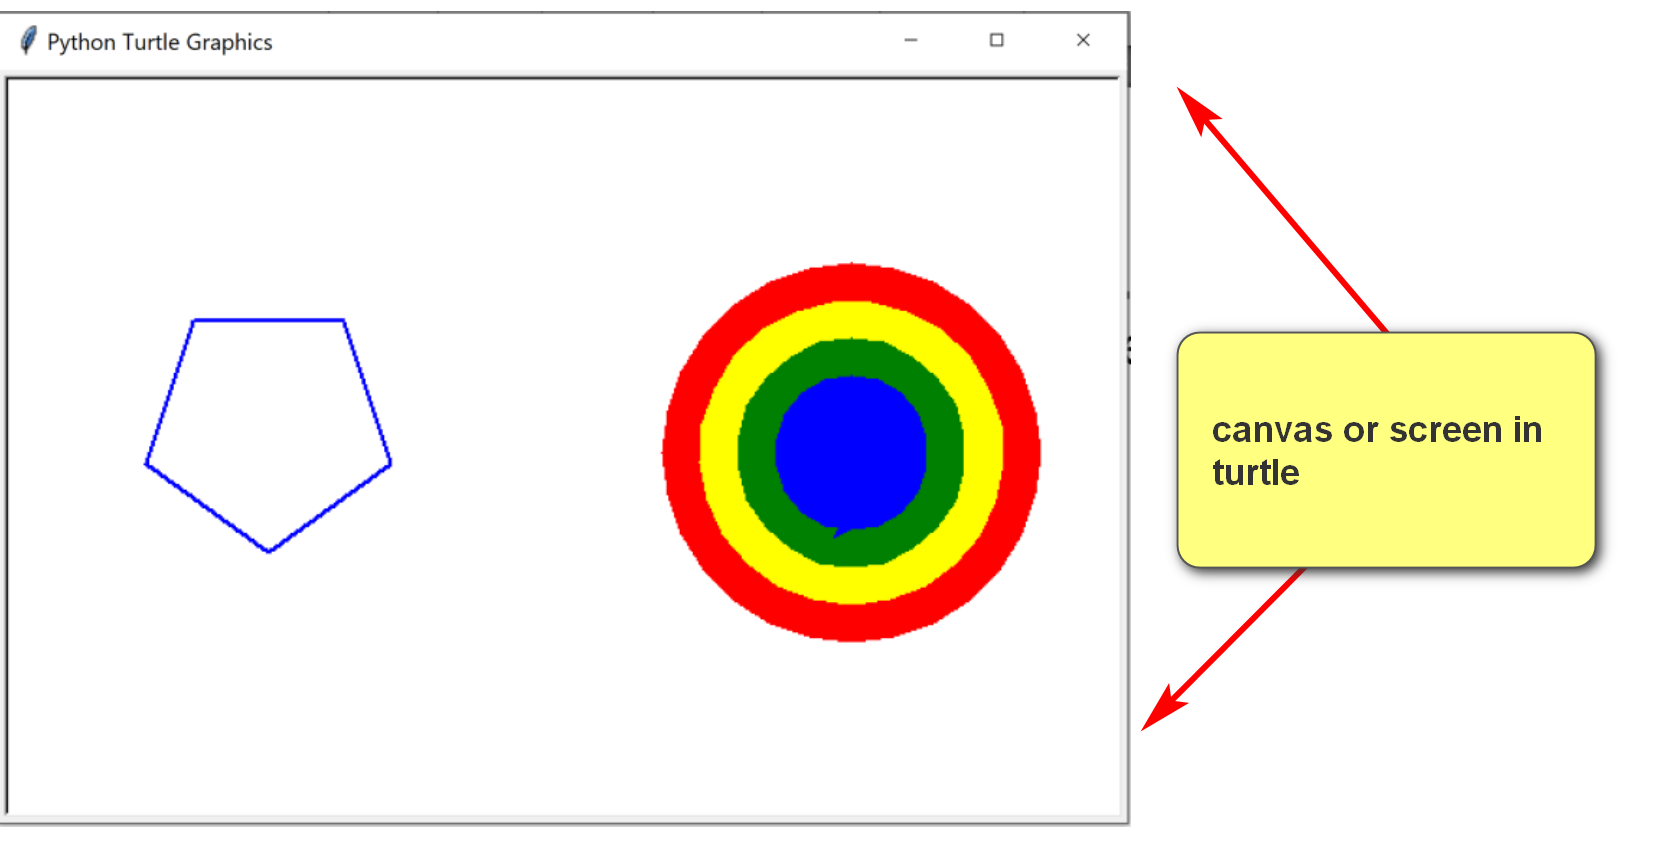 Python Turtle Graphics
canvas or screen in
turtle